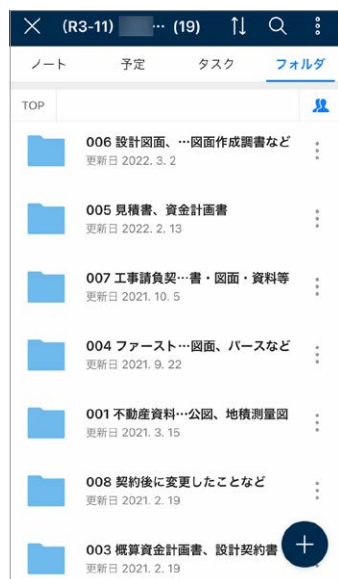 (R3-11) … (19)
ノート 予定 タスク フォルダ
TOP
006 設計図面、…図面作成調書など
更新日 2022. 3. 2
005 見積書、資金計画書
更新日 2022. 2. 13
007 工事請負契…書・図面・資料等
更新日 2021. 10. 5
004 ファースト…図面、パースなど
更新日 2021. 9. 22
001 不動産資料…公図、地積測量図
更新日 2021. 3. 15
008 契約後に変更したことなど
更新日 2021. 2. 19
003 概算資金計画書、設計契約書
更新日 2021. 2. 19